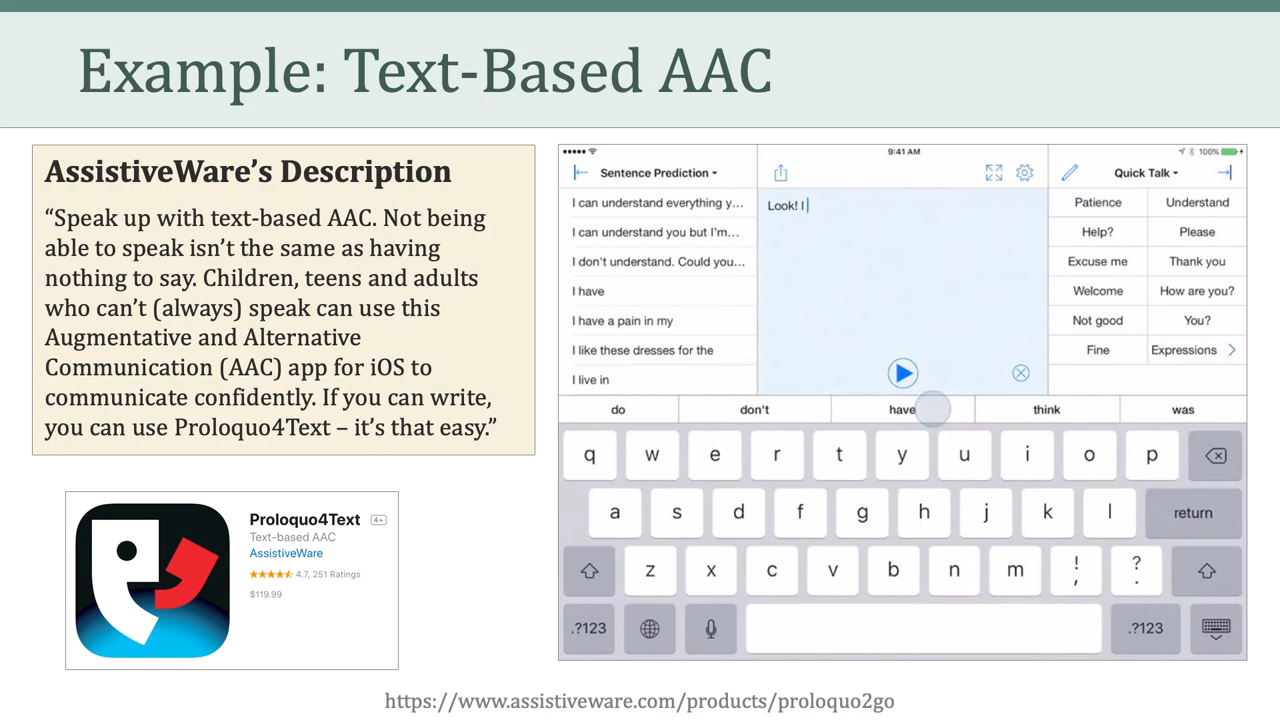 Example: Text-Based AAC
AssistiveWare’s Description
“Speak up with text-based AAC. Not being
able to speak isn’t the same as having
nothing to say. Children, teens and adults
who can’t (always) speak can use this
Augmentative and Alternative
Communication (AAC) app for iOS to
communicate confidently. If you can write,
you can use Proloquo4Text – it’s that easy.”
Proloquo4Text 4+
Text-based AAC
AssistiveWare
4.7, 251 Ratings
$119.99
9:41 AM
100%
Sentence Prediction
I can understand everything y...
I can understand you but I'm...
I don't understand. Could you...
I have
I have a pain in my
I like these dresses for the
I live in
Look! I
Quick Talk
Patience Understand
Help? Please
Excuse me Thank you
Welcome How are you?
Not good You?
Fine Expressions
do don't have think was
q w e r t y u i o p
a s d f g h j k l return
z x c v b n m ! , ? .
.?123 .?123
https://www.assistiveware.com/products/proloquo2go